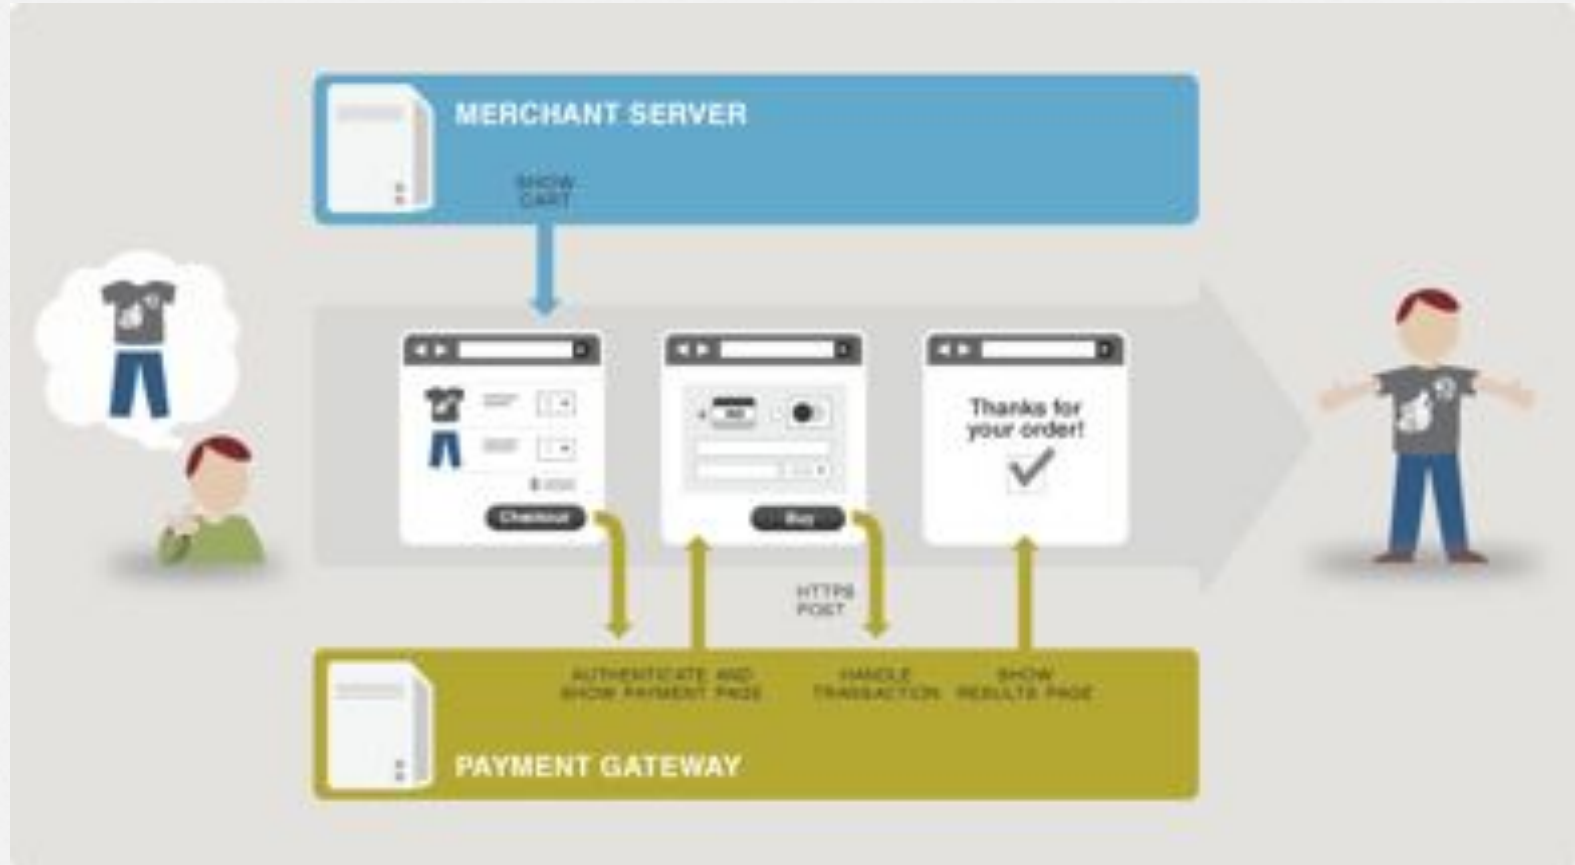 MERCHANT SERVER
SHOW
CART
Checkout
Buy
Thanks for
your order!
HTTPS
POST
AUTHENTICATE AND
SHOW PAYMENT PAGE
HANDLE
TRANSACTION
SHOW
RESULTS PAGE
PAYMENT GATEWAY